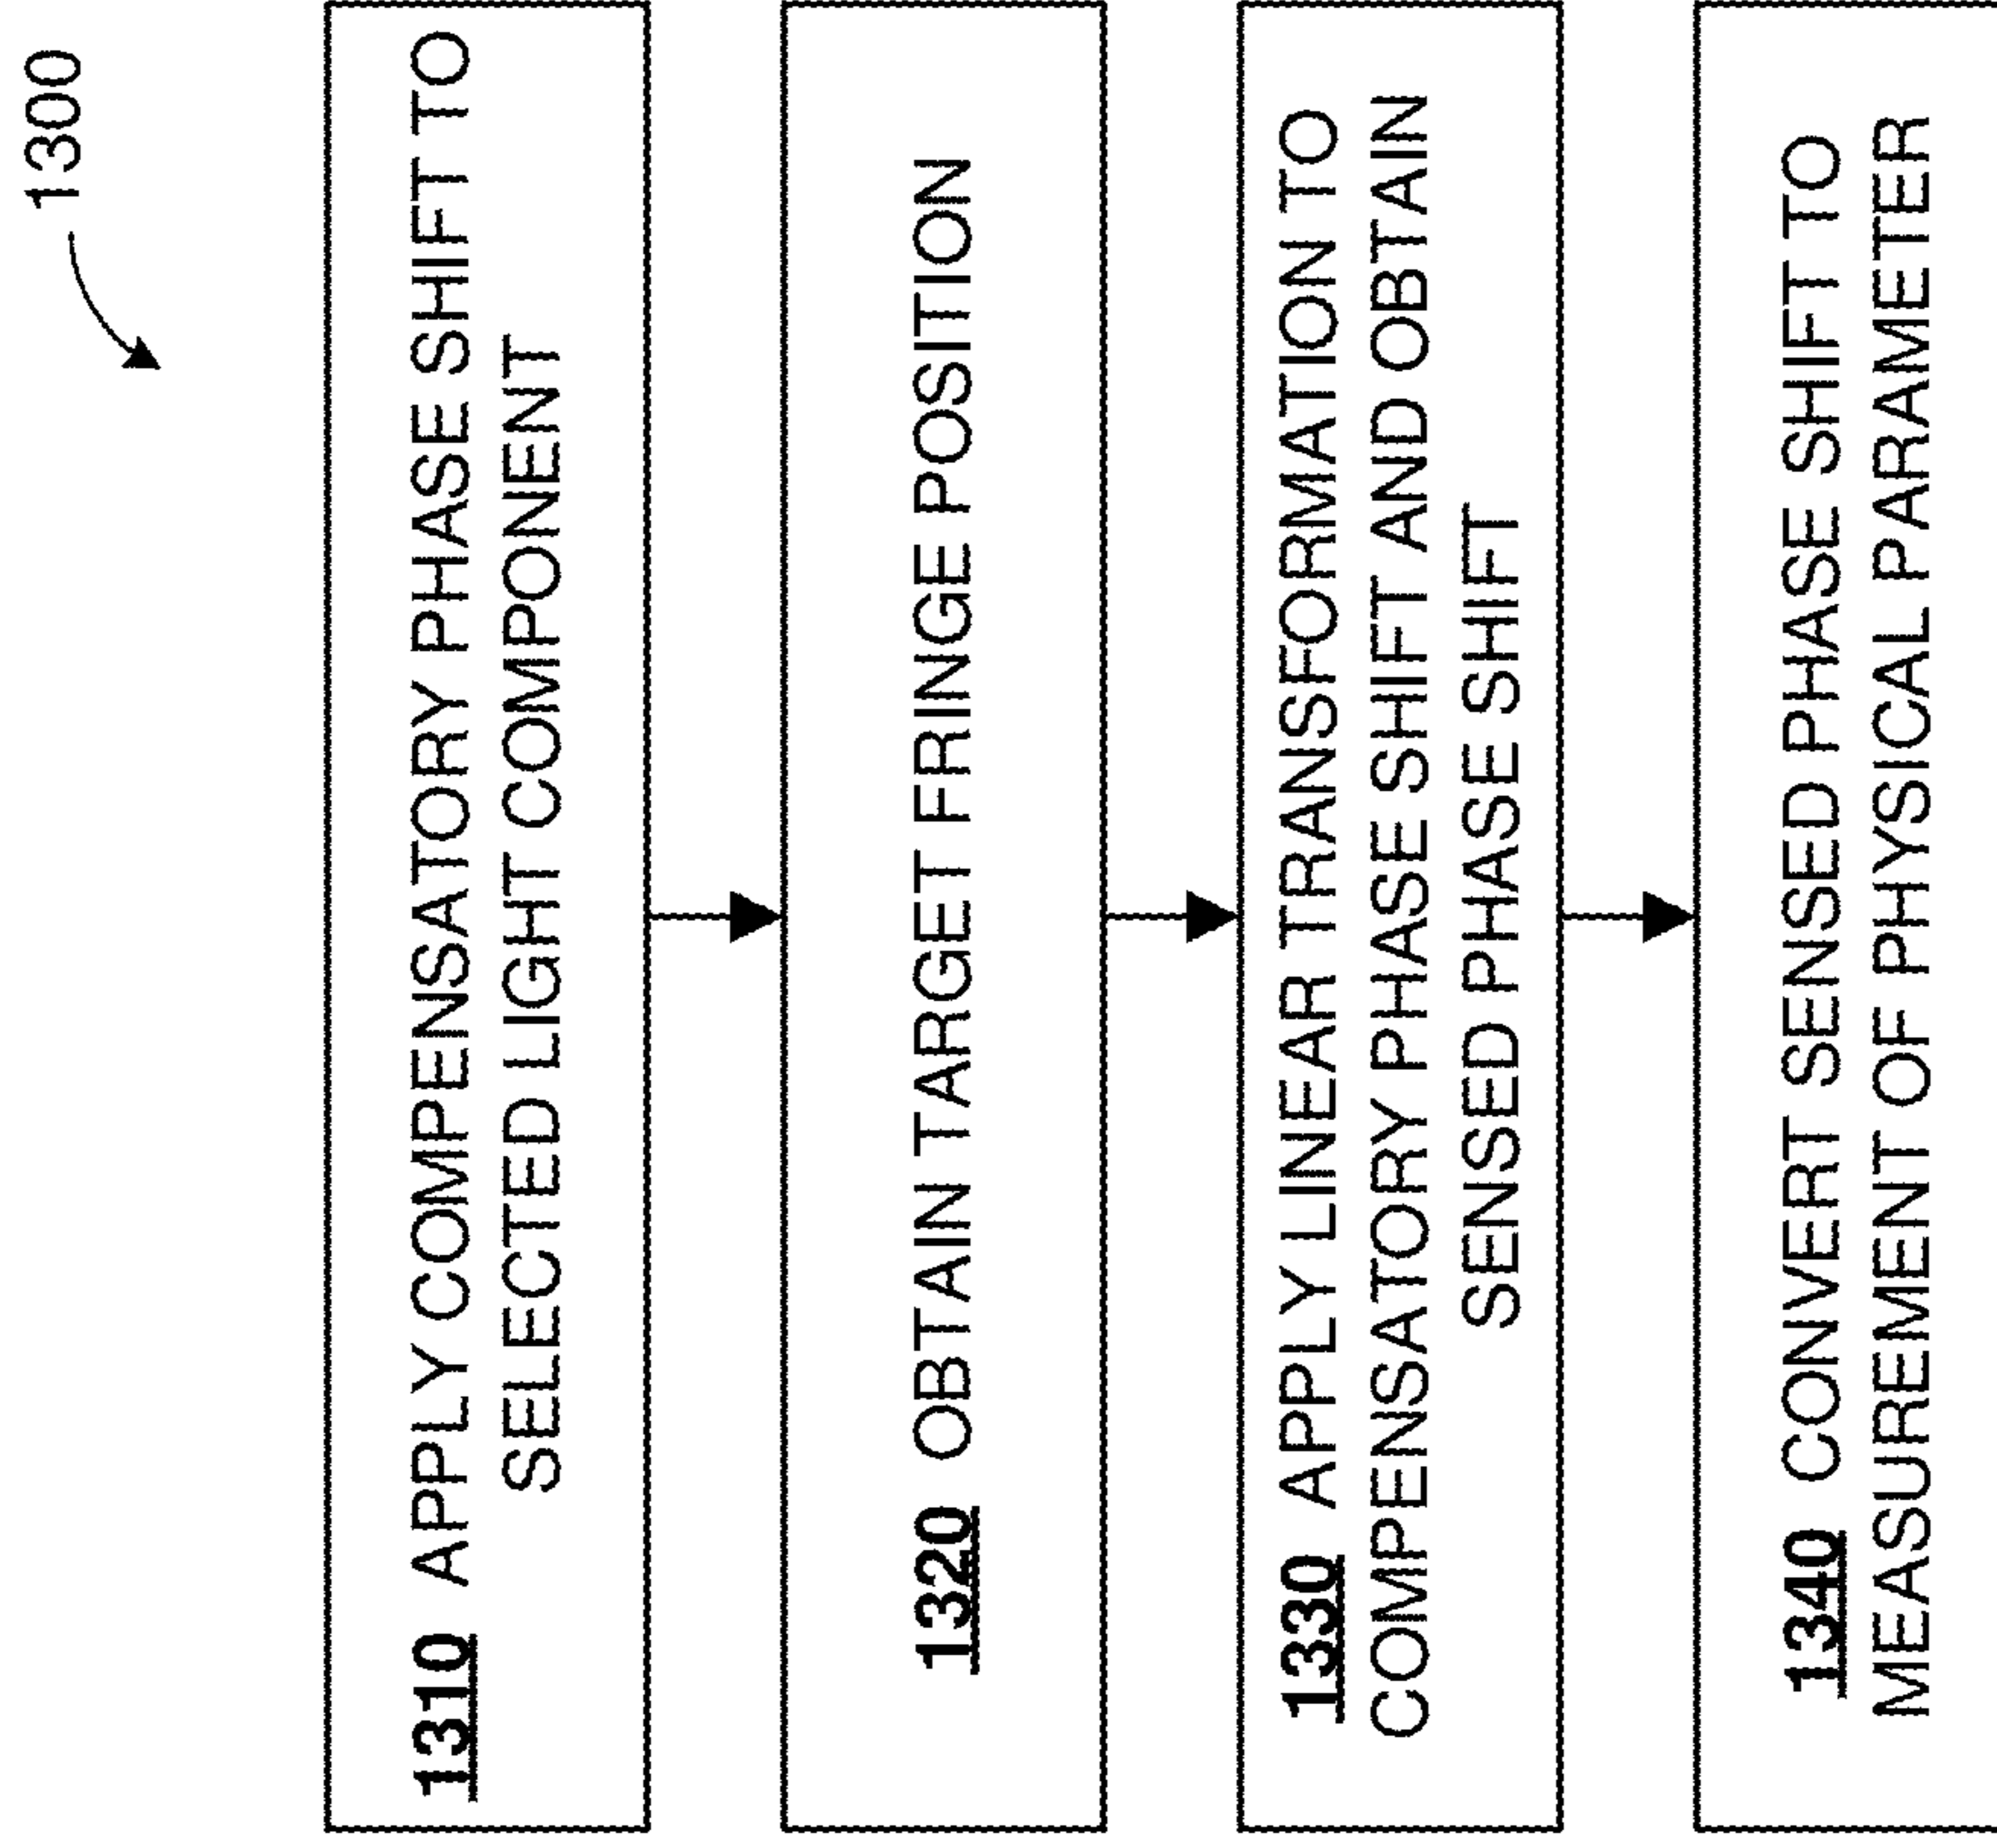 1300
1310 APPLY COMPENSATORY PHASE SHIFT TO
SELECTED LIGHT COMPONENT
1320 OBTAIN TARGET FRINGE POSITION
1330 APPLY LINEAR TRANSFORMATION TO
COMPENSATORY PHASE SHIFT AND OBTAIN
SENSED PHASE SHIFT
1340 CONVERT SENSED PHASE SHIFT TO
MEASUREMENT OF PHYSICAL PARAMETER